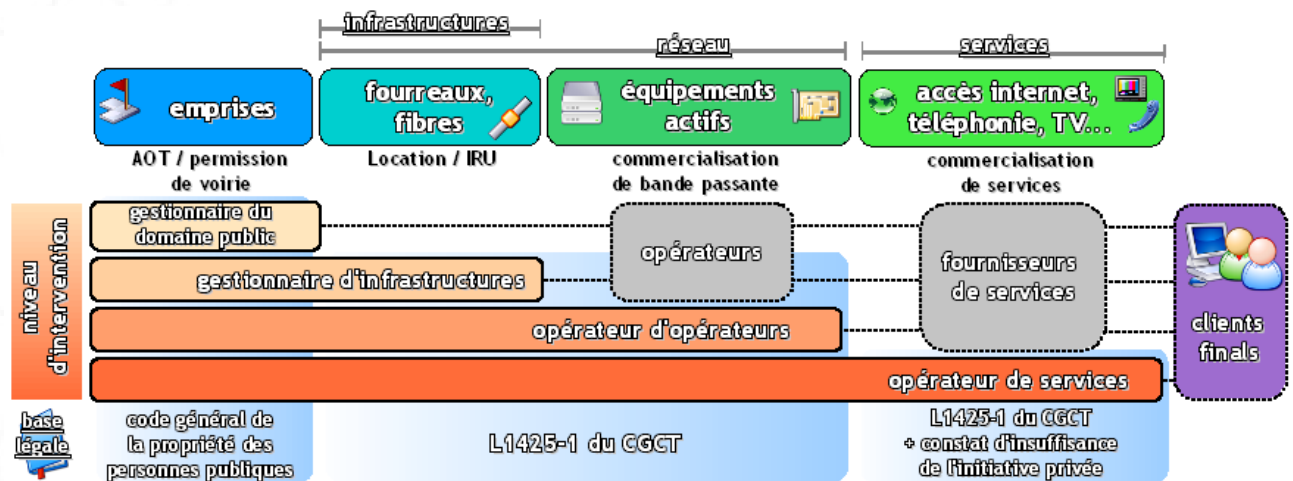 infrastructures
réseau
services
emprises
fourreaux,
fibres
équipements
actifs
accès internet,
téléphonie, TV...
AOT / permission
de voirie
Location / IRU
commercialisation
de bande passante
commercialisation
de services
niveau
d'intervention
gestionnaire du
domaine public
gestionnaire d'infrastructures
opérateurs
opérateur d'opérateurs
fournisseurs
de services
opérateur de services
clients
finals
base
légale
code général de
la propriété des
personnes publiques
L1425-1 du CGCT
L1425-1 du CGCT
+ constat d'insuffisance
de l'initiative privée